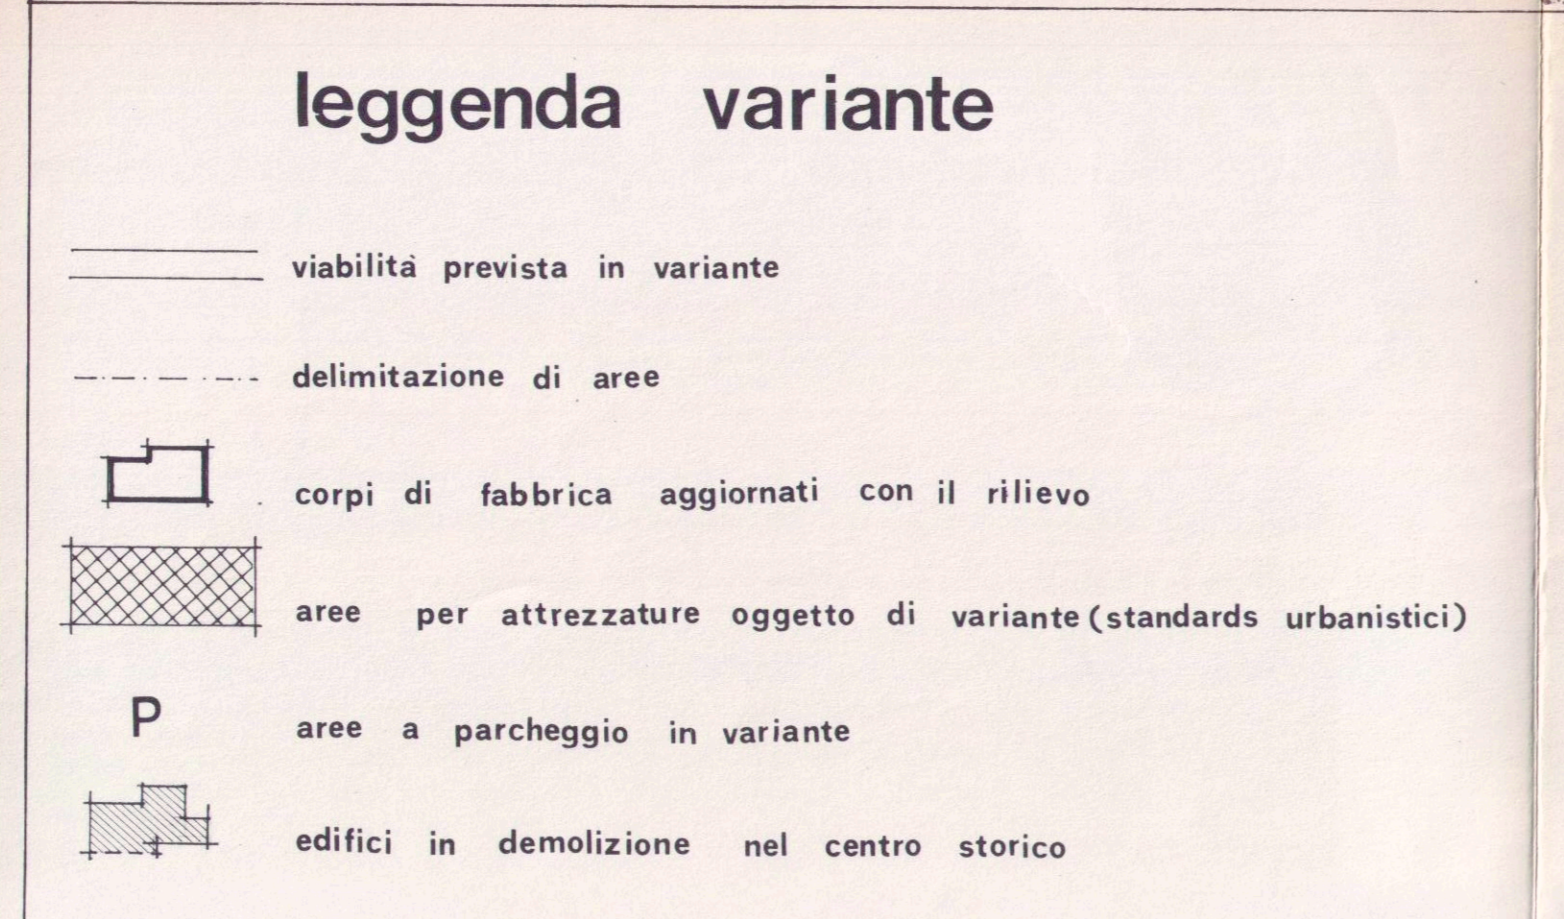 leggenda variante
viabilità prevista in variante
delimitazione di aree
corpi di fabbrica aggiornati con il rilievo
aree per attrezzature oggetto di variante (standards urbanistici)
P aree a parcheggio in variante
edifici in demolizione nel centro storico